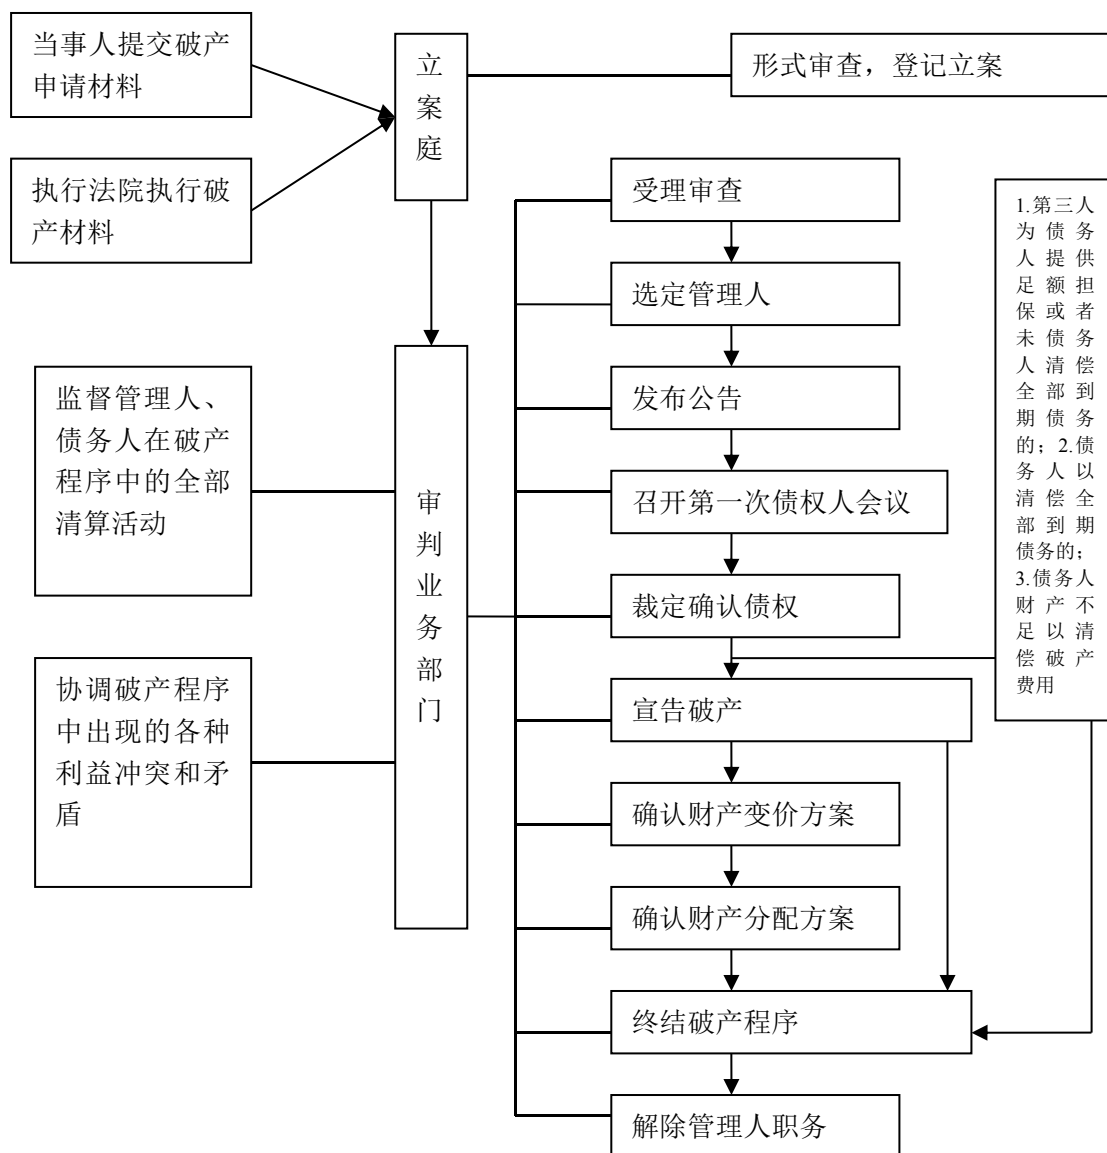 当事人提交破产
申请材料
执行法院执行破
产材料
立
案
庭
形式审查，登记立案
监督管理人、
债务人在破产
程序中的全部
清算活动
协调破产程序
中出现的各种
利益冲突和矛
盾
审
判
业
务
部
门
受理审查
选定管理人
发布公告
召开第一次债权人会议
裁定确认债权
宣告破产
确认财产变价方案
确认财产分配方案
终结破产程序
解除管理人职务
1.第三人
为债务
人提供
足额担
保或者
未债务
人清偿
全部到
期债务
的；2.债
务人以
清偿全
部到期
债务的；
3.债务人
财产不
足以清
偿破产
费用